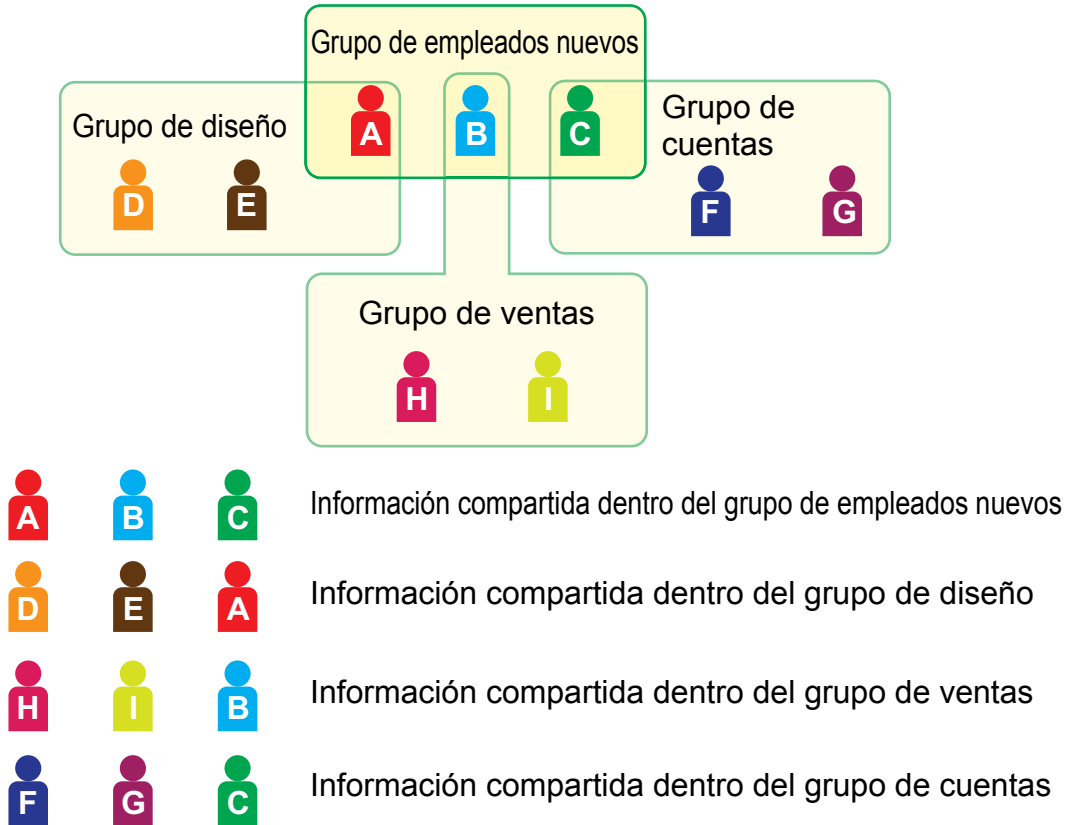 Grupo de empleados nuevos
Grupo de diseño
A
B
C
Grupo de
cuentas
D
E
F
G
Grupo de ventas
H
I
A B C Información compartida dentro del grupo de empleados nuevos
D E A Información compartida dentro del grupo de diseño
H I B Información compartida dentro del grupo de ventas
F G C Información compartida dentro del grupo de cuentas